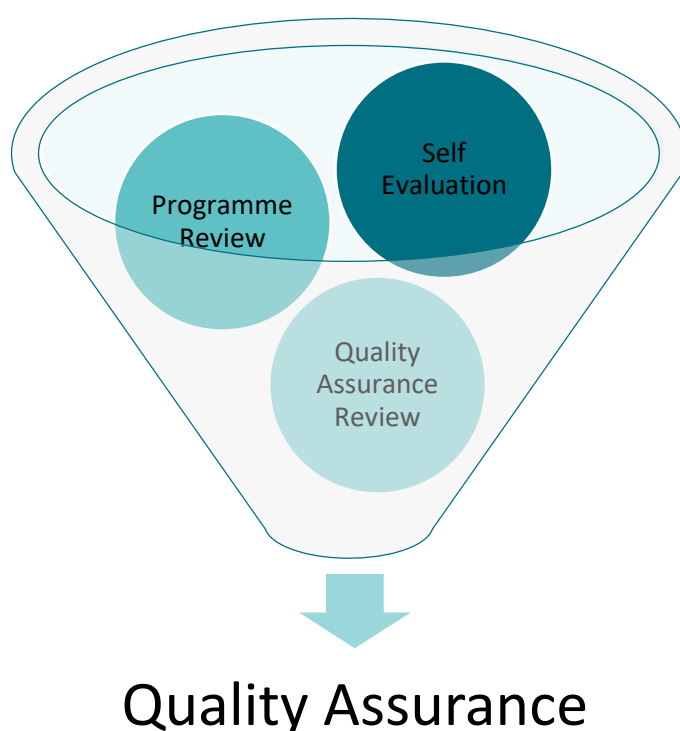 Self
Evaluation
Programme
Review
Quality
Assurance
Review
Quality Assurance